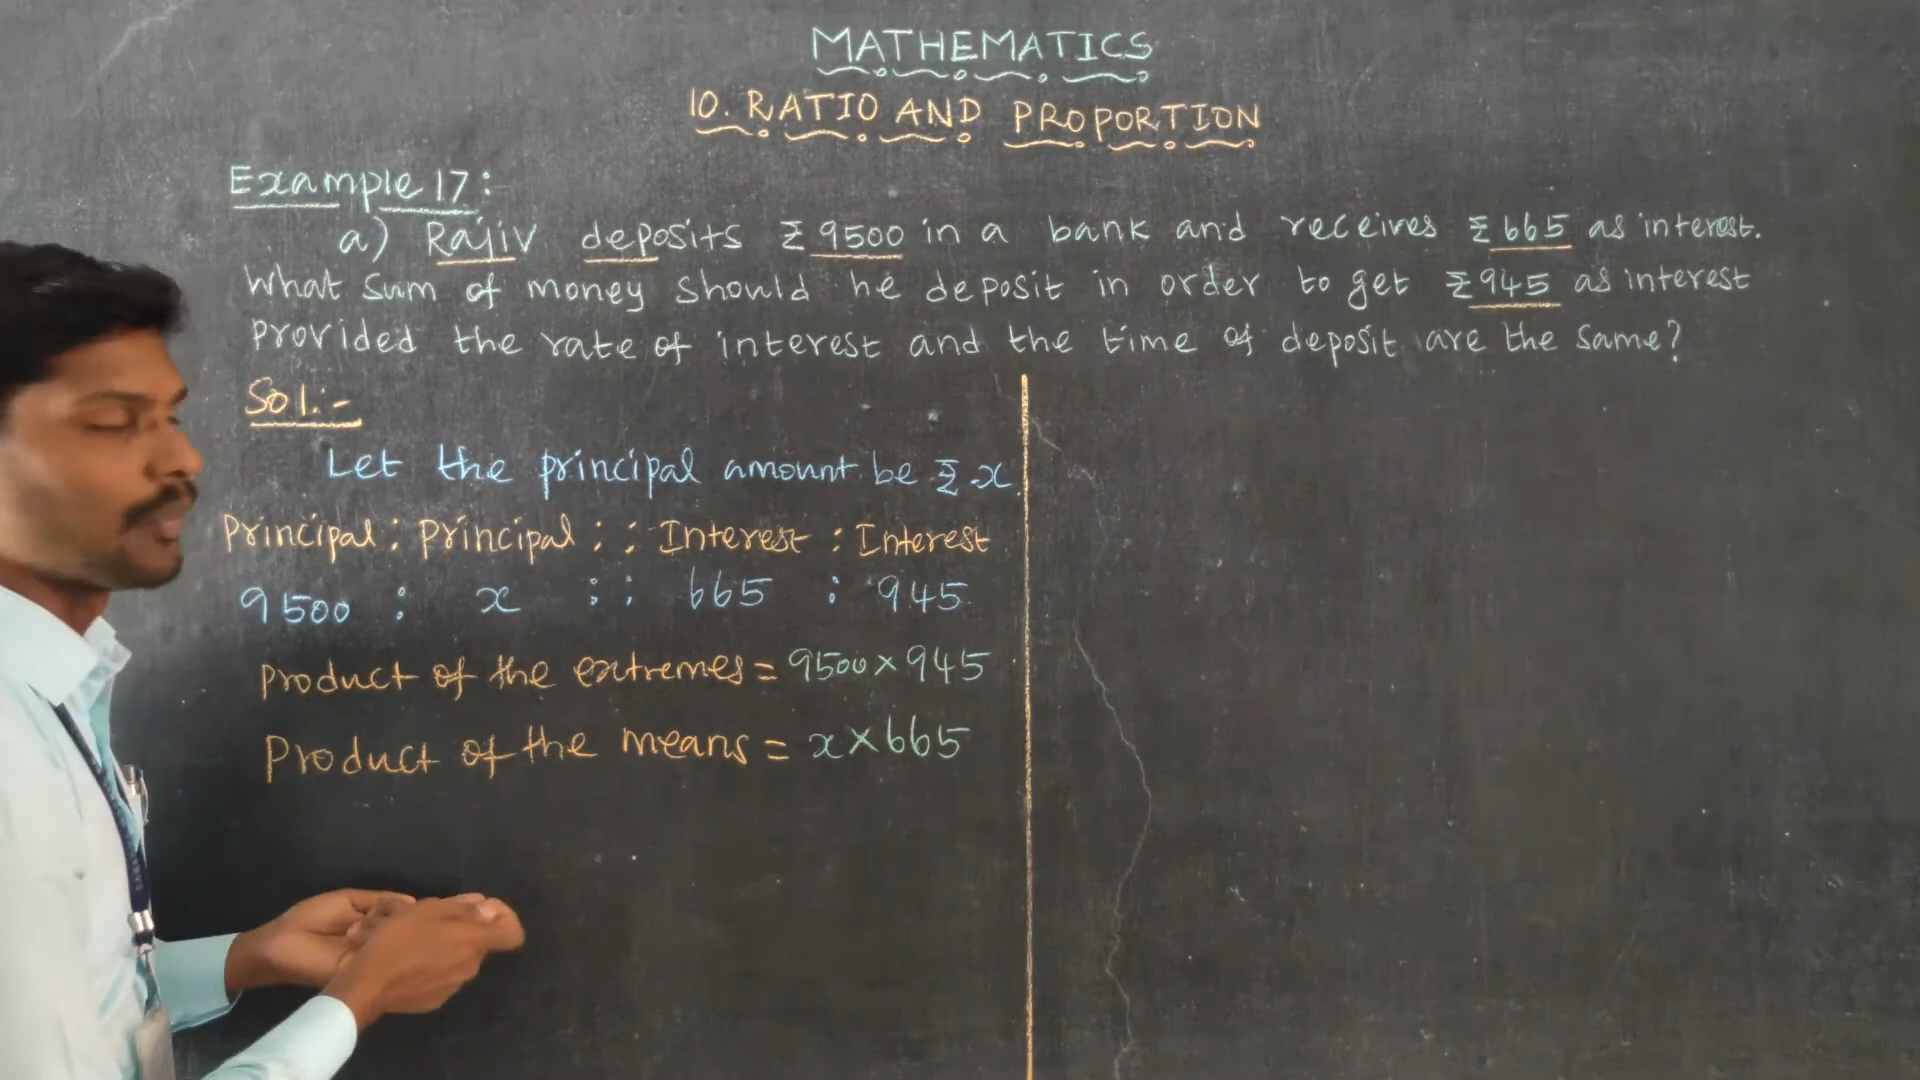 MATHEMATICS
10. RATIO AND PROPORTION
Example 17:
a) Rajiv deposits ₹ 9500 in a bank and receives ₹ 665 as interest.
What sum of money should he deposit in order to get ₹ 945 as interest
provided the rate of interest and the time of deposit are the same?
Sol:-
Let the principal amount be ₹ x.
Principal : Principal :: Interest : Interest
9500 : x :: 665 : 945
Product of the extremes = 9500 × 945
Product of the means = x × 665